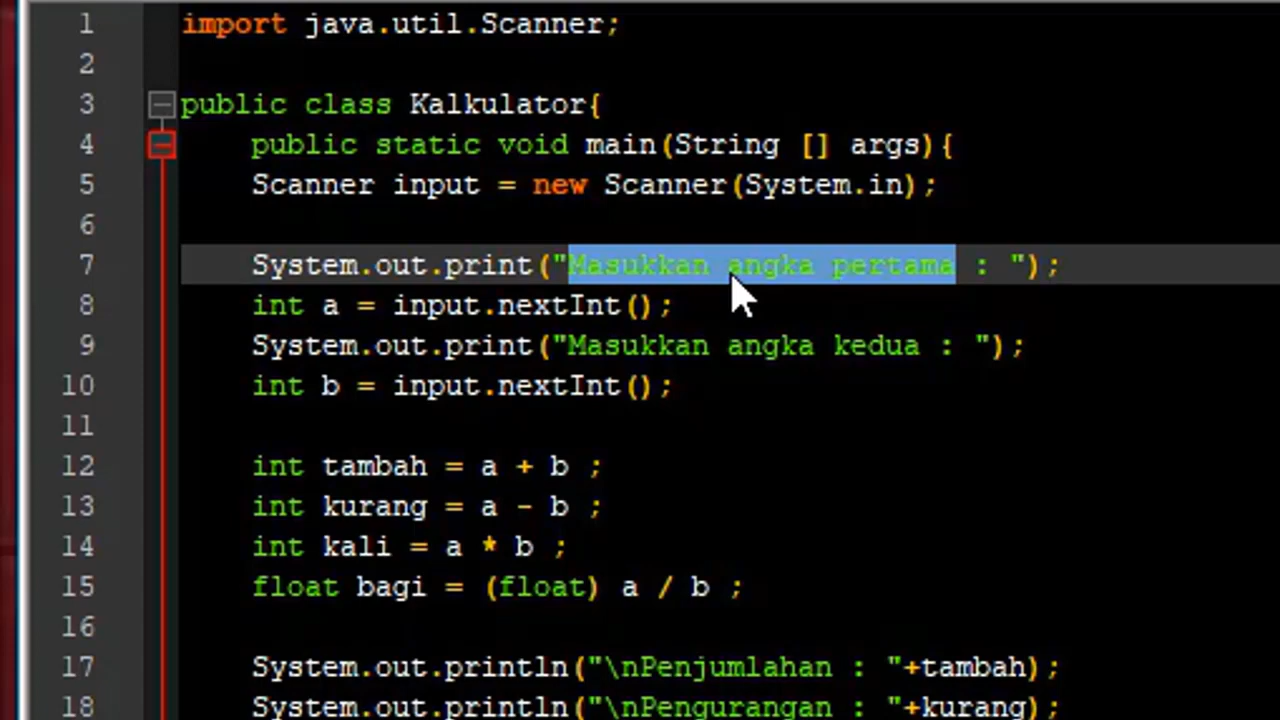 1 import java.util.Scanner;
2
3 public class Kalkulator{
4 public static void main(String [] args){
5 Scanner input = new Scanner(System.in);
6
7 System.out.print("Masukkan angka pertama : ");
8 int a = input.nextInt();
9 System.out.print("Masukkan angka kedua : ");
10 int b = input.nextInt();
11
12 int tambah = a + b ;
13 int kurang = a - b ;
14 int kali = a * b ;
15 float bagi = (float) a / b ;
16
17 System.out.println("\nPenjumlahan : "+tambah);
18 System.out.println("\nPengurangan : "+kurang);